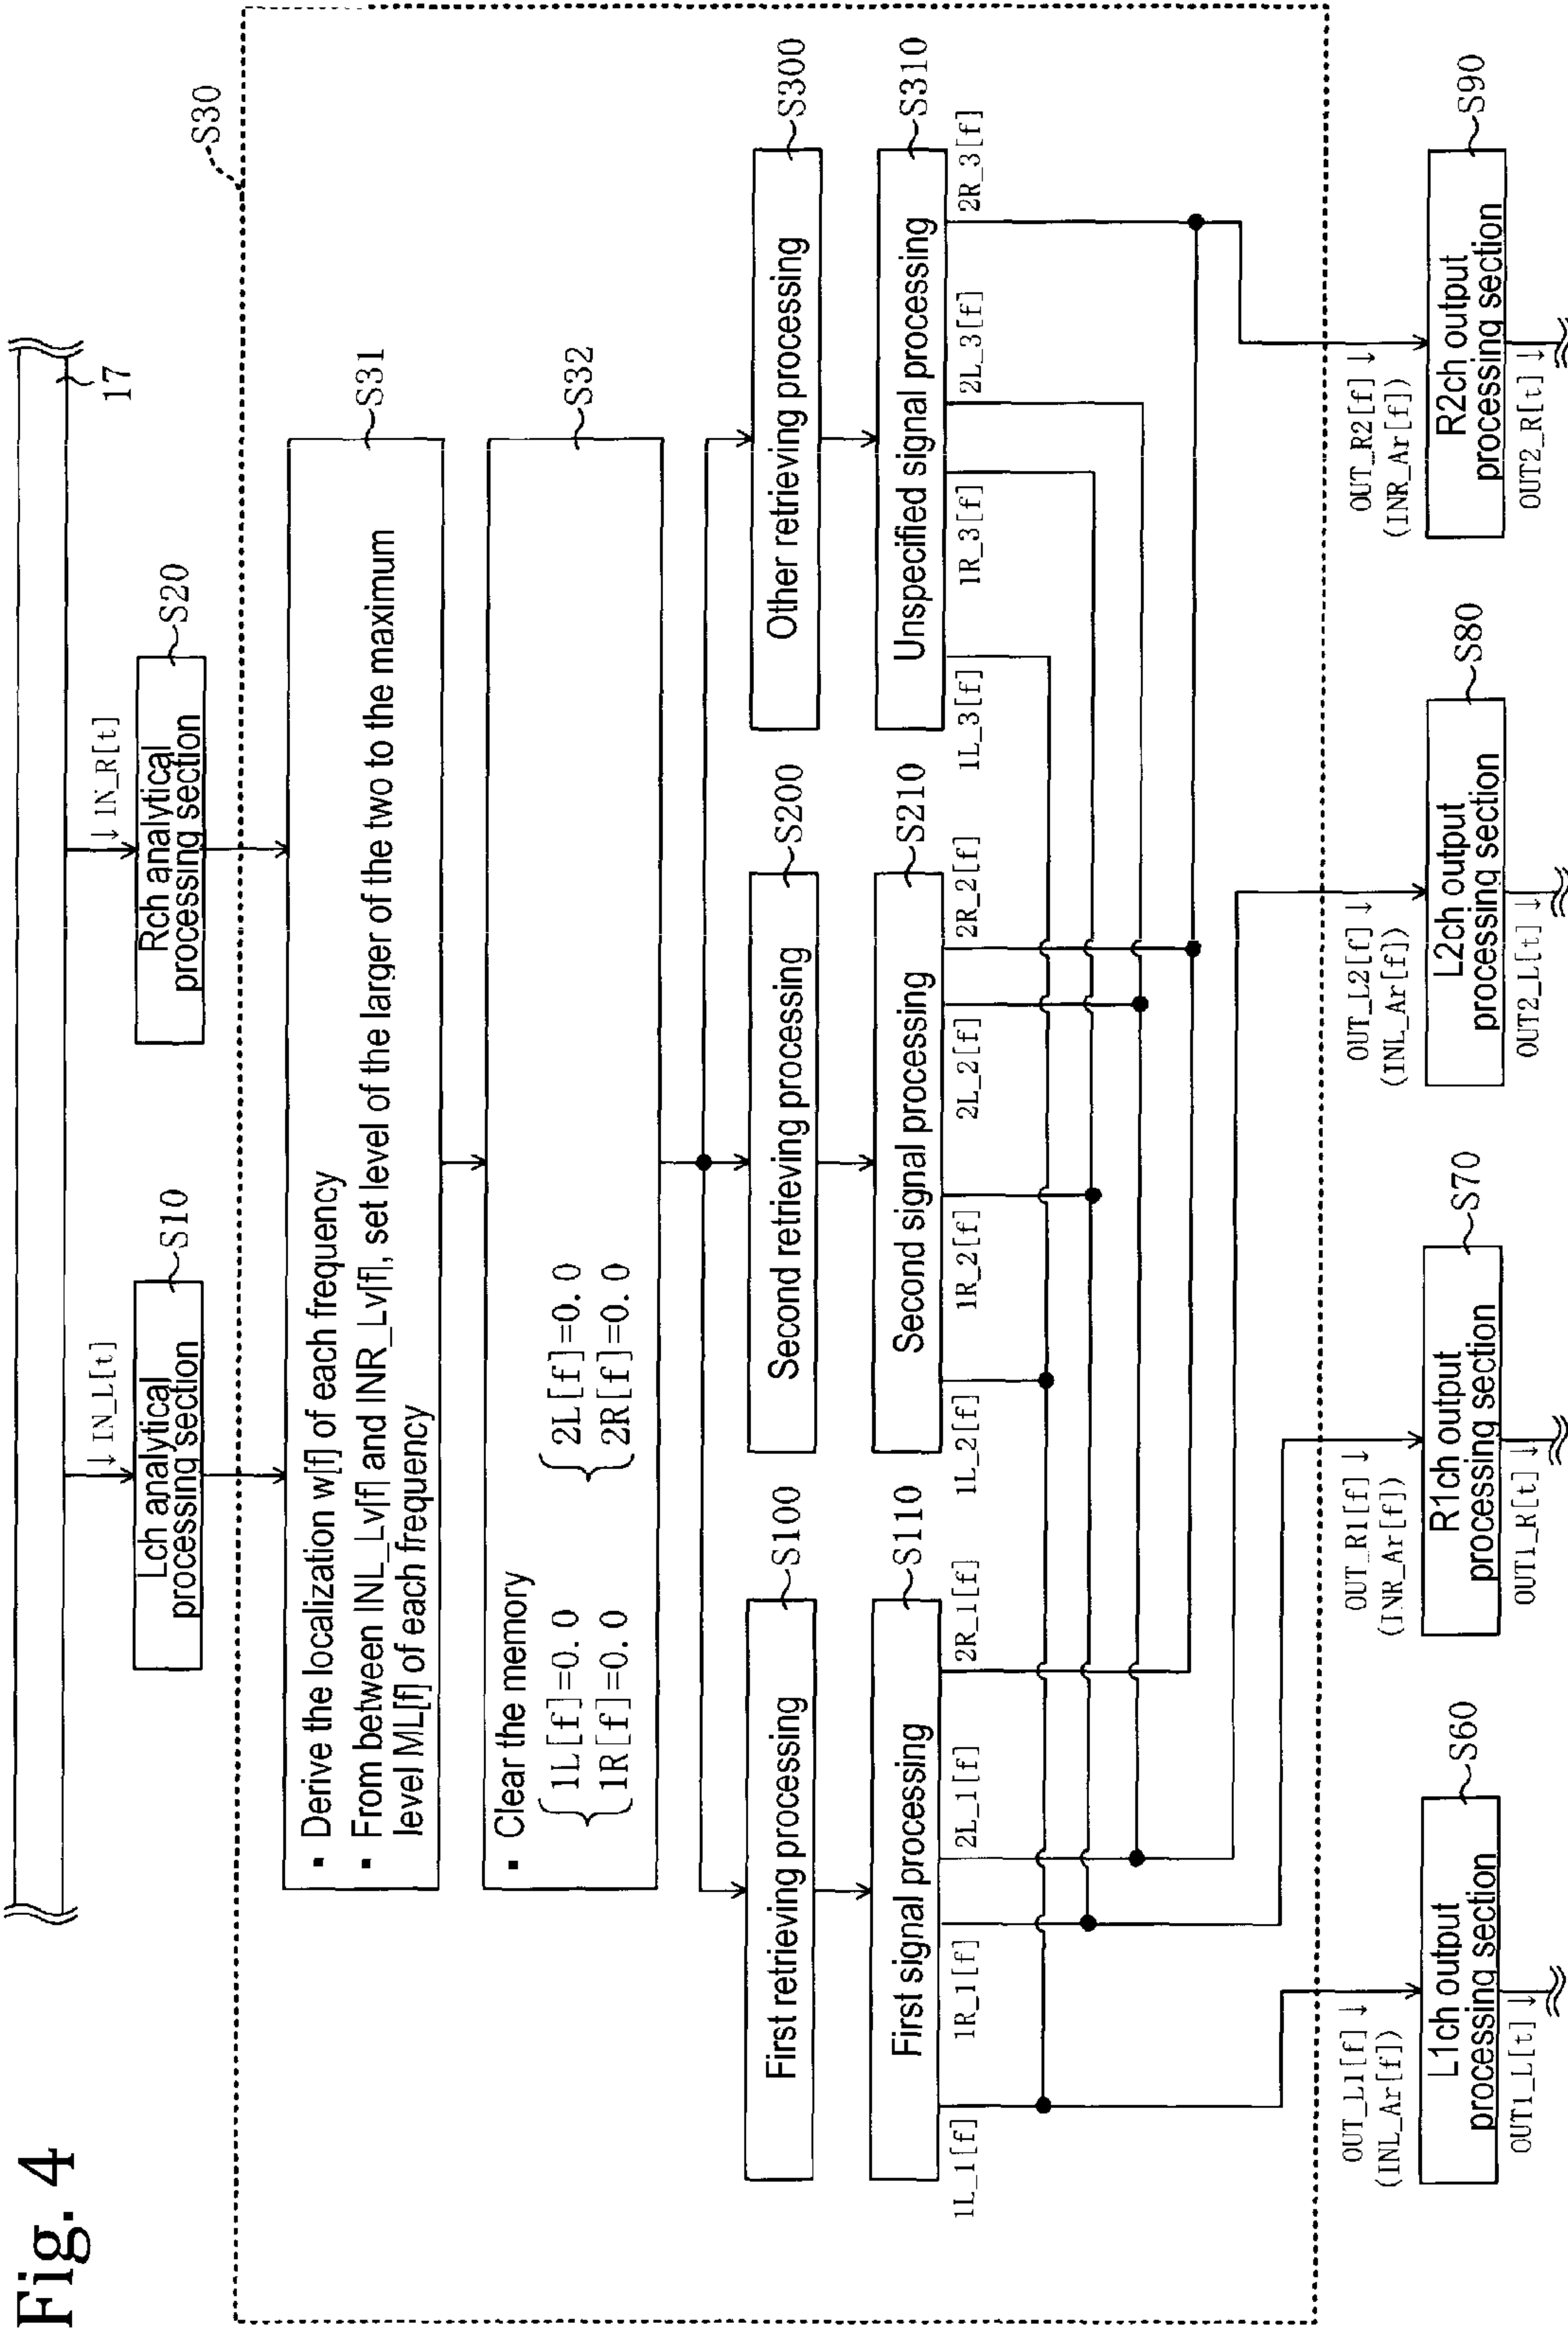 Fig. 4
17
↓ IN_L[t]
↓ IN_R[t]
Lch analytical
processing section
S10
Rch analytical
processing section
S20
S30
▪ Derive the localization w[f] of each frequency
▪ From between INL_Lv[f] and INR_Lv[f], set level of the larger of the two to the maximum
level ML[f] of each frequency
S31
▪ Clear the memory
1L[f]=0.0
1R[f]=0.0
2L[f]=0.0
2R[f]=0.0
S32
First retrieving processing
S100
Second retrieving processing
S200
Other retrieving processing
S300
First signal processing
S110
Second signal processing
S210
Unspecified signal processing
S310
1L_1[f]
1R_1[f]
2L_1[f]
2R_1[f]
1L_2[f]
1R_2[f]
2L_2[f]
2R_2[f]
1L_3[f]
1R_3[f]
2L_3[f]
2R_3[f]
OUT_L1[f] ↓
(INL_Ar[f])
OUT_R1[f] ↓
(INR_Ar[f])
OUT_L2[f] ↓
(INL_Ar[f])
OUT_R2[f] ↓
(INR_Ar[f])
L1ch output
processing section
S60
R1ch output
processing section
S70
L2ch output
processing section
S80
R2ch output
processing section
S90
OUT1_L[t] ↓
OUT1_R[t] ↓
OUT2_L[t] ↓
OUT2_R[t] ↓